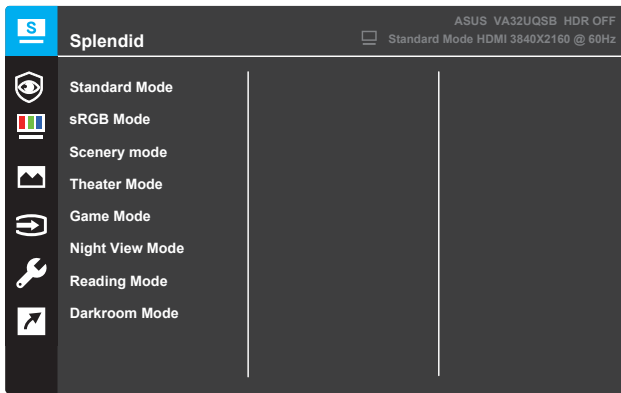 S
ASUS VA32UQSB HDR OFF
Splendid
Standard Mode HDMI 3840X2160 @ 60Hz
Standard Mode
sRGB Mode
Scenery mode
Theater Mode
Game Mode
Night View Mode
Reading Mode
Darkroom Mode